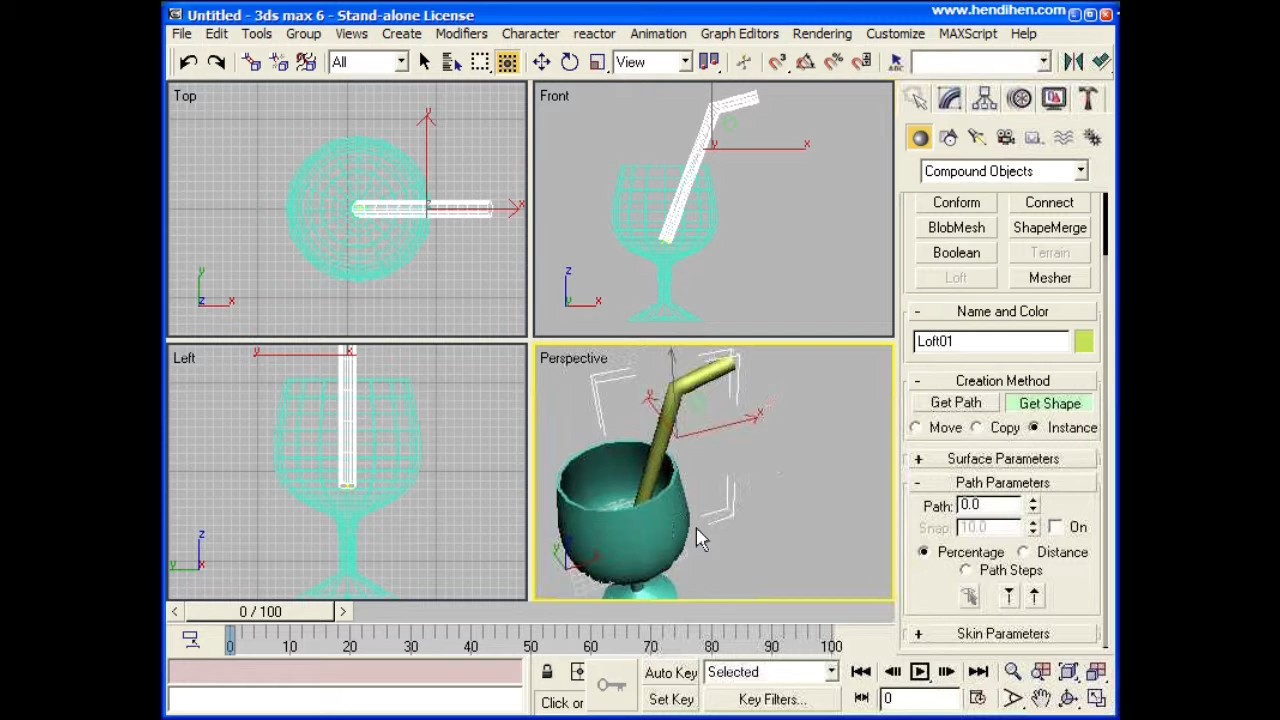 Untitled - 3ds max 6 - Stand-alone License
www.hendihen.com
File Edit Tools Group Views Create Modifiers Character reactor Animation Graph Editors Rendering Customize MAXScript Help
All View
Top
Front
Left
Perspective
Compound Objects
Conform Connect
BlobMesh ShapeMerge
Boolean Terrain
Loft Mesher
- Name and Color
Loft01
- Creation Method
Get Path Get Shape
Move Copy Instance
+ Surface Parameters
- Path Parameters
Path: 0.0
Snap: 10.0 On
Percentage Distance
Path Steps
+ Skin Parameters
< 0 / 100 >
0 10 20 30 40 50 60 70 80 90 100
Auto Key Selected
Click or Set Key Key Filters... 0